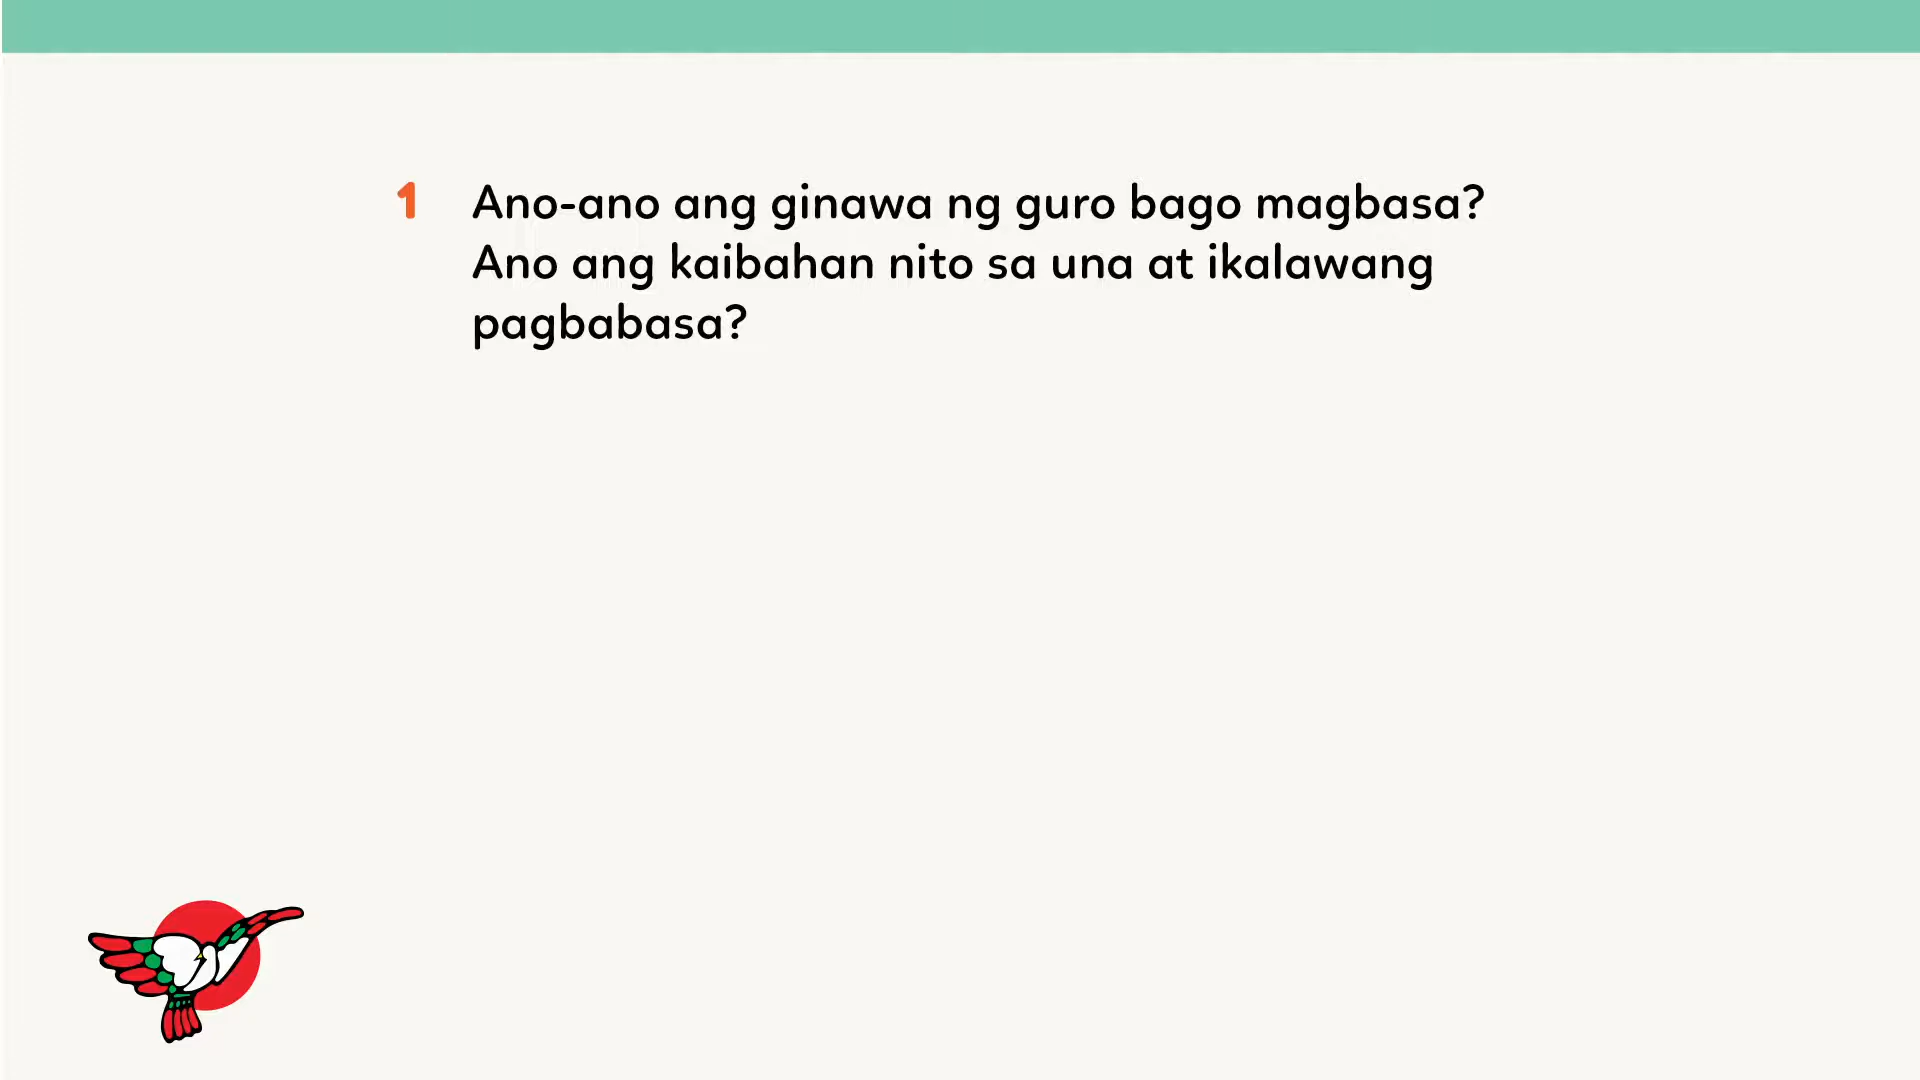 1 Ano-ano ang ginawa ng guro bago magbasa?
Ano ang kaibahan nito sa una at ikalawang
pagbabasa?